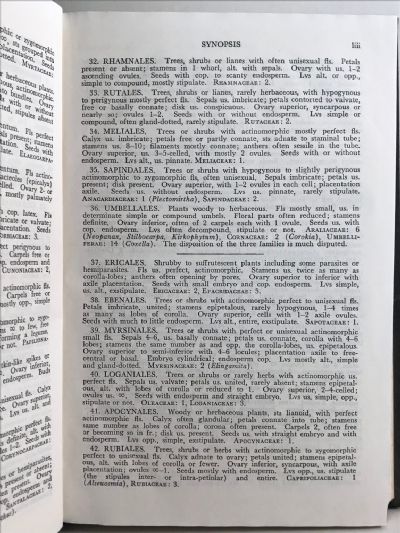 SYNOPSIS
liii
32. RHAMNALES. Trees, shrubs or lianes with often unisexual fls. Petals
present or absent; stamens in 1 whorl, alt. with sepals. Ovary with us. 1–2
ascending ovules. Seeds with cop. to scanty endosperm. Lvs alt. or opp.,
simple to compound, mostly stipulate. RHAMNACEAE: 2.
33. RUTALES. Trees, shrubs or lianes, rarely herbaceous, with hypogynous
to perigynous mostly perfect fls. Sepals us. imbricate; petals contorted to valvate,
free or basally connate; disk us. conspicuous. Ovary superior, syncarpous or
nearly so; ovules 1–2. Seeds with or without endosperm. Lvs simple or
compound, often gland-dotted, rarely stipulate. RUTACEAE: 2.
34. MELIALES. Trees or shrubs with actinomorphic mostly perfect fls.
Calyx us. imbricate; petals free or partly connate, sts adnate to staminal tube;
stamens us. 8–10; filaments mostly connate; anthers often sessile in the tube.
Ovary superior, us. 3–5-celled, with mostly 2 ovules. Seeds with or without
endosperm. Lvs alt., us. pinnate. MELIACEAE: 1.
35. SAPINDALES. Trees or shrubs with hypogynous to slightly perigynous
actinomorphic to zygomorphic fls, often unisexual. Sepals imbricate; petals us.
present; disk present. Ovary superior, with 1–2 ovules in each cell; placentation
axile. Seeds us. without endosperm. Lvs us. pinnate, rarely stipulate.
ANACARDIACEAE 1 (Plectomirtha), SAPINDACEAE: 2.
36. UMBELLALES. Plants woody or herbaceous. Fls mostly small, us. in
determinate simple or compound umbels. Floral parts often reduced; stamens
definite. Ovary inferior, often of 2 carpels each with 1 ovule. Seeds us. with
cop. endosperm. Lvs often decompound, stipulate or not. ARALIACEAE: 6
(Neopanax, Stilbocarpa, Kirkophytum), CORNACEAE: 2 (Corokia), UMBELLI-
FERAE: 14 (Coxella). The disposition of the three families is much disputed.
37. ERICALES. Shrubby to suffrutescent plants including some parasites or
hemiparasites. Fls us. perfect, actinomorphic. Stamens us. twice as many as
corolla-lobes; anthers often opening by pores. Ovary superior to inferior with
axile placentation. Seeds with small embryo and cop. endosperm. Lvs simple,
us. alt., exstipulate. ERICACEAE: 2, EPACRIDACEAE: 5.
38. EBENALES. Trees or shrubs with actinomorphic perfect to unisexual fls.
Petals imbricate, united; stamens epipetalous, rarely hypogynous, 1–4 times
as many as lobes of corolla. Ovary superior, cells with 1–2 axile ovules.
Seeds with much to little endosperm. Lvs alt., entire, exstipulate. SAPOTACEAE: 1.
39. MYRSINALES. Trees or shrubs with perfect or unisexual actinomorphic
small fls. Sepals 4–6, us. basally connate; petals us. connate, corolla with 4–6
lobes; stamens the same number as and opp. the corolla-lobes, epipetalous.
Ovary superior to semi-inferior with 4–6 locules; placentation axile to free-
central or basal. Embryo cylindrical; endosperm cop. Lvs mostly alt., simple
and gland-dotted. MYRSINACEAE: 2 (Elingamita).
40. LOGANIALES. Trees or shrubs or rarely herbs with actinomorphic us.
perfect fls. Calyx us. valvate; petals us. united, rarely absent; stamens epipetal-
ous, alt. with lobes of corolla or reduced to 1. Ovary superior, 2–4-celled;
ovules us. ∞. Seeds with endosperm and straight embryo. Lvs us. simple, opp.,
stipulate or not. OLEACEAE: 1, LOGANIACEAE: 3.
41. APOCYNALES. Woody or herbaceous plants, sts lianoid, with perfect
actinomorphic fls. Calyx often glandular; petals connate into tube; stamens
same number as lobes of corolla; corona often present. Carpels 2, often free
or becoming so in fr.; disk us. present. Seeds us. with straight embryo and with
endosperm. Lvs opp., simple, exstipulate. APOCYNACEAE: 1.
42. RUBIALES. Trees, shrubs or herbs with actinomorphic to zygomorphic
perfect to unisexual fls. Calyx adnate to ovary; petals united; stamens epipetal-
ous, alt. with lobes of corolla or fewer. Ovary inferior, syncarpous, with axile
placentation; ovules ∞–1. Seeds mostly with endosperm. Lvs opp., us. stipulate
(the stipules inter- or intra-petiolar) and entire. CAPRIFOLIACEAE: 1
(Alseuosmia), RUBIACEAE: 3.